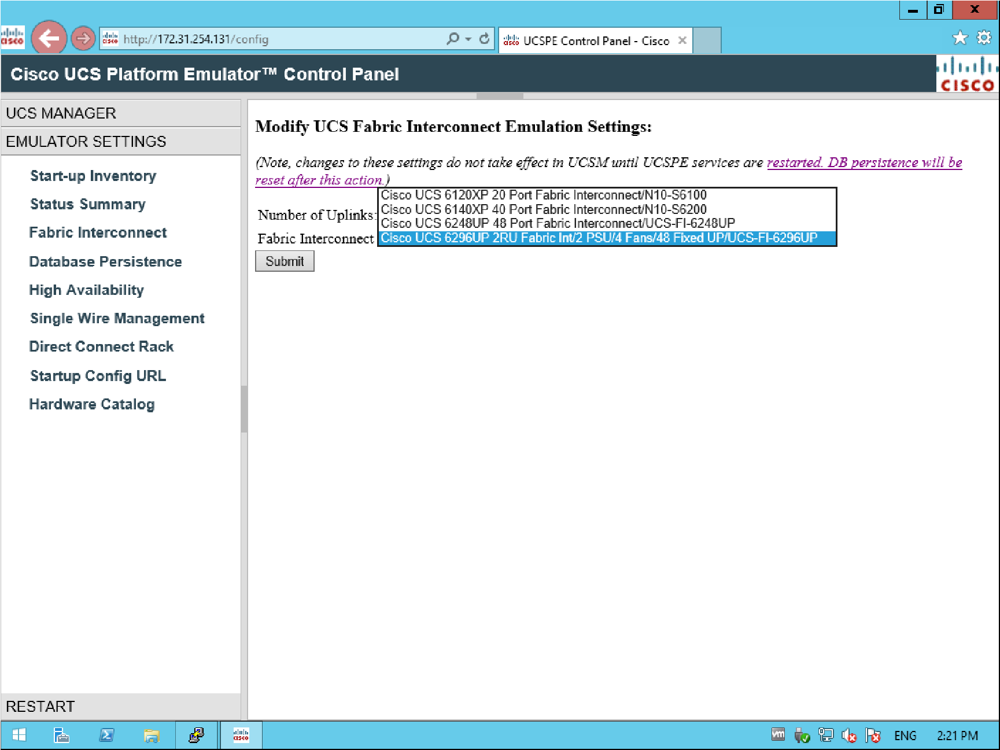 http://172.31.254.131/config
UCSPE Control Panel - Cisco
Cisco UCS Platform Emulator™ Control Panel
CISCO
UCS MANAGER
EMULATOR SETTINGS
Start-up Inventory
Status Summary
Fabric Interconnect
Database Persistence
High Availability
Single Wire Management
Direct Connect Rack
Startup Config URL
Hardware Catalog
RESTART
Modify UCS Fabric Interconnect Emulation Settings:
(Note, changes to these settings do not take effect in UCSM until UCSPE services are restarted. DB persistence will be
reset after this action.)
Number of Uplinks:
Fabric Interconnect
Cisco UCS 6120XP 20 Port Fabric Interconnect/N10-S6100
Cisco UCS 6140XP 40 Port Fabric Interconnect/N10-S6200
Cisco UCS 6248UP 48 Port Fabric Interconnect/UCS-FI-6248UP
Cisco UCS 6296UP 2RU Fabric Int/2 PSU/4 Fans/48 Fixed UP/UCS-FI-6296UP
Submit
vm
ENG
2:21 PM